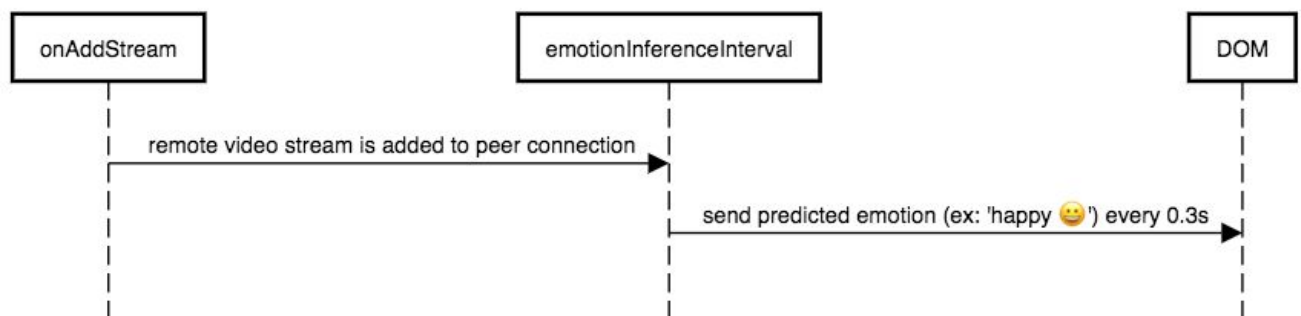 onAddStream
emotionInferenceInterval
DOM
remote video stream is added to peer connection
send predicted emotion (ex: 'happy 😀') every 0.3s